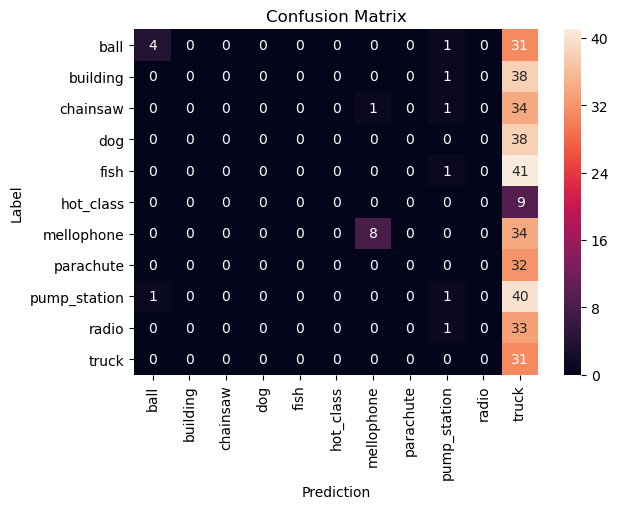 Confusion Matrix
Label
ball 4 0 0 0 0 0 0 0 1 0 31
building 0 0 0 0 0 0 0 0 1 0 38
chainsaw 0 0 0 0 0 0 1 0 1 0 34
dog 0 0 0 0 0 0 0 0 0 0 38
fish 0 0 0 0 0 0 0 0 1 0 41
hot_class 0 0 0 0 0 0 0 0 0 0 9
mellophone 0 0 0 0 0 0 8 0 0 0 34
parachute 0 0 0 0 0 0 0 0 0 0 32
pump_station 1 0 0 0 0 0 0 0 1 0 40
radio 0 0 0 0 0 0 0 0 1 0 33
truck 0 0 0 0 0 0 0 0 0 0 31
ball building chainsaw dog fish hot_class mellophone parachute pump_station radio truck
Prediction
40
32
24
16
8
0